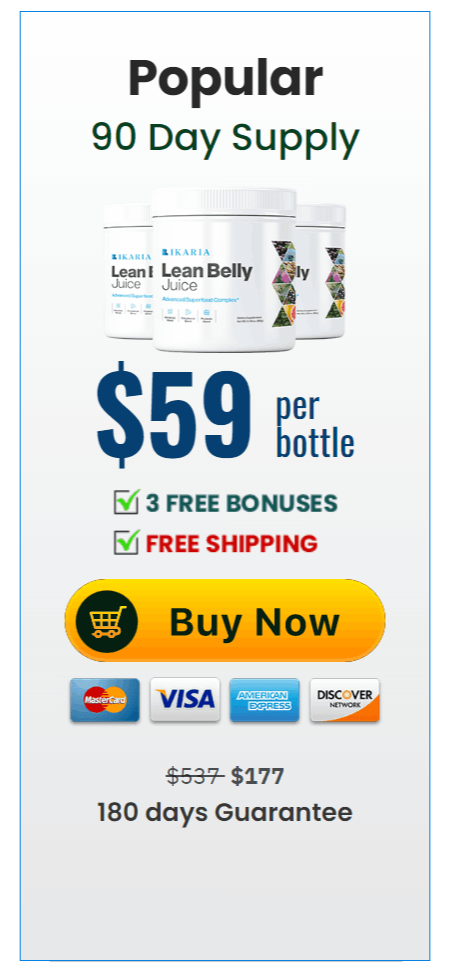 Popular
90 Day Supply
IKARIA
Lean Belly
Juice
Advanced Superfood Complex*
$59 per bottle
3 FREE BONUSES
FREE SHIPPING
Buy Now
MasterCard VISA AMERICAN EXPRESS DISCOVER NETWORK
$537 $177
180 days Guarantee